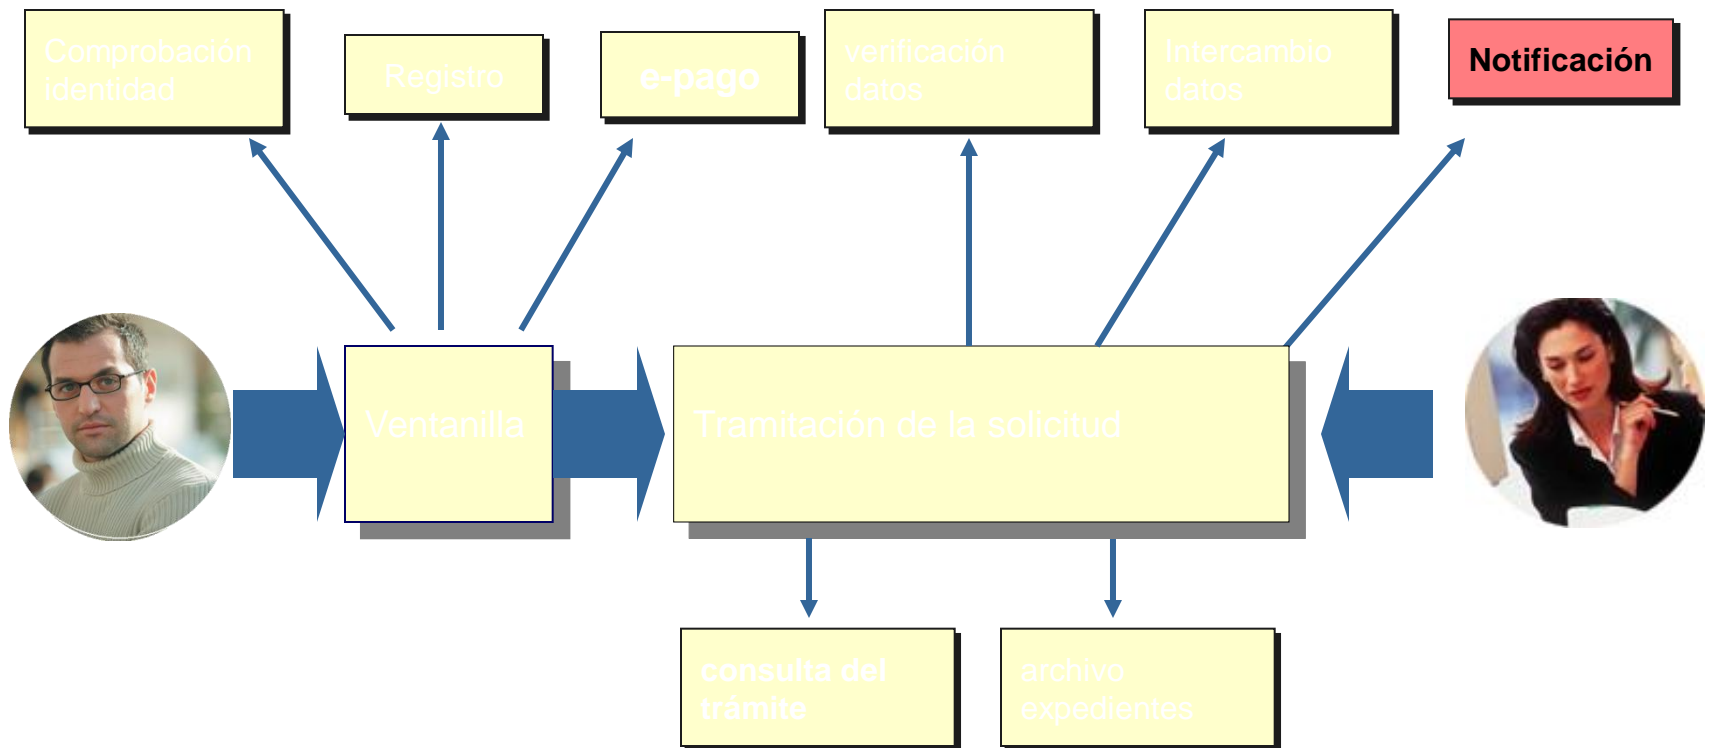 Comprobación
identidad
Registro
e-pago
verificación
datos
Intercambio
datos
Notificación
Ventanilla
Tramitación de la solicitud
consulta del
trámite
archivo
expedientes